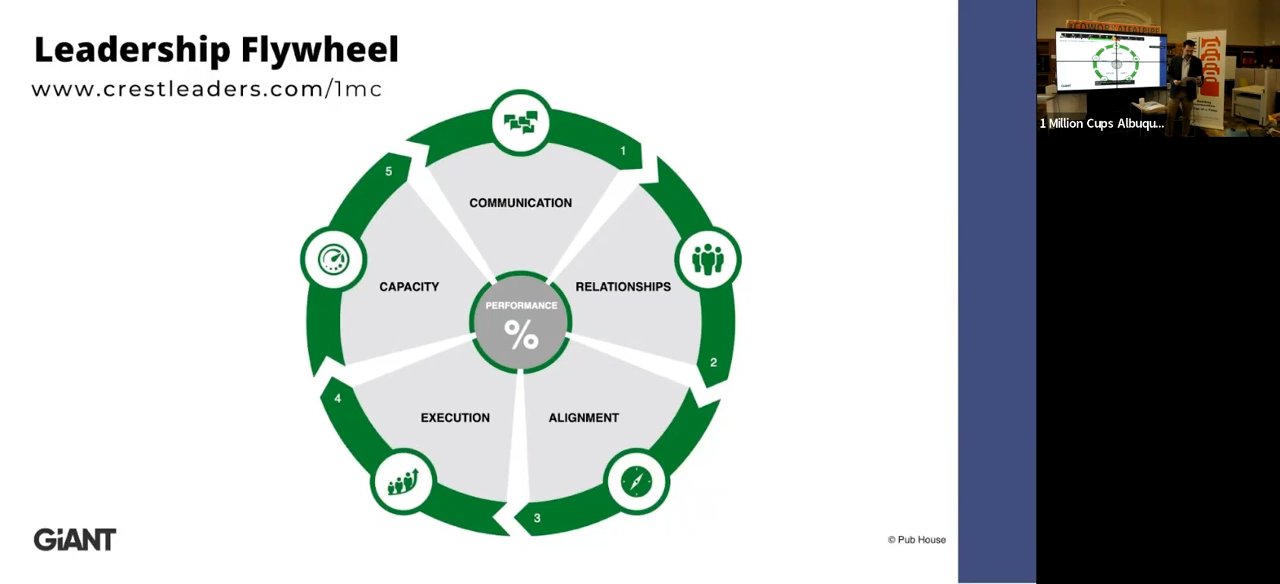 Leadership Flywheel
www.crestleaders.com/1mc
1
COMMUNICATION
5
CAPACITY
RELATIONSHIPS
PERFORMANCE
%
2
4
EXECUTION
ALIGNMENT
3
GiANT
© Pub House
1 Million Cups Albuqu...